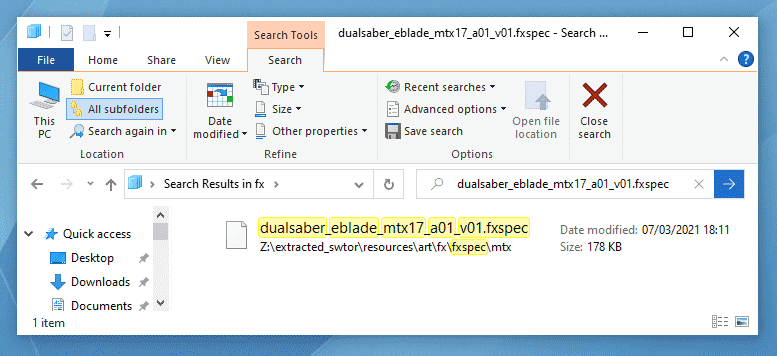 Search Tools
dualsaber_eblade_mtx17_a01_v01.fxspec - Search ...
File
Home
Share
View
Search
This PC
Current folder
All subfolders
Search again in
Location
Date modified
Type
Size
Other properties
Refine
Recent searches
Advanced options
Save search
Open file location
Options
Close search
Search Results in fx
dualsaber_eblade_mtx17_a01_v01.fxspec
Quick access
Desktop
Downloads
Documents
dualsaber_eblade_mtx17_a01_v01.fxspec
Z:\extracted_swtor\resources\art\fx\fxspec\mtx
Date modified: 07/03/2021 18:11
Size: 178 KB
1 item